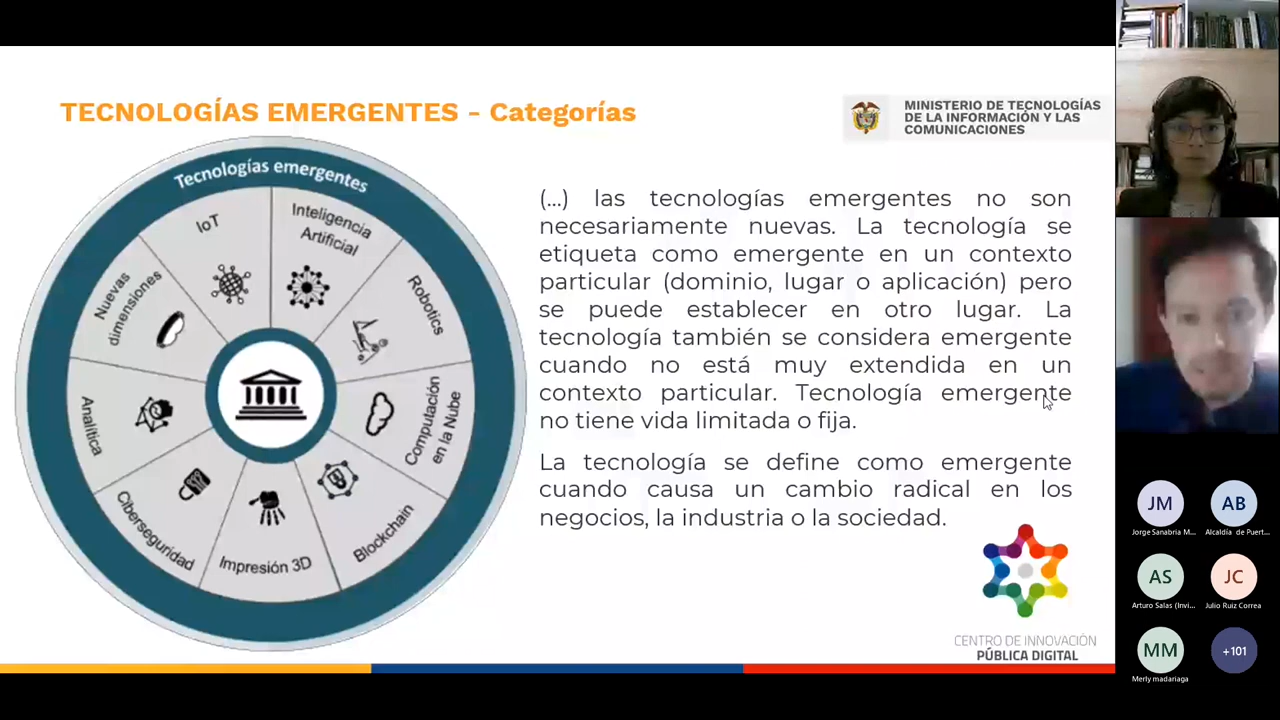 TECNOLOGÍAS EMERGENTES - Categorías
MINISTERIO DE TECNOLOGÍAS
DE LA INFORMACIÓN Y LAS
COMUNICACIONES
Tecnologías emergentes
IoT
Inteligencia
Artificial
Robotics
Computación
en la Nube
Blockchain
Impresión 3D
Ciberseguridad
Analítica
Nuevas
dimensiones
(...) las tecnologías emergentes no son
necesariamente nuevas. La tecnología se
etiqueta como emergente en un contexto
particular (dominio, lugar o aplicación) pero
se puede establecer en otro lugar. La
tecnología también se considera emergente
cuando no está muy extendida en un
contexto particular. Tecnología emergente
no tiene vida limitada o fija.
La tecnología se define como emergente
cuando causa un cambio radical en los
negocios, la industria o la sociedad.
CENTRO DE INNOVACIÓN
PÚBLICA DIGITAL
JM
Jorge Sanabria M...
AB
Alcaldía de Puert...
AS
Arturo Salas (Invi...
JC
Julio Ruiz Correa
MM
Merly madariaga
+101